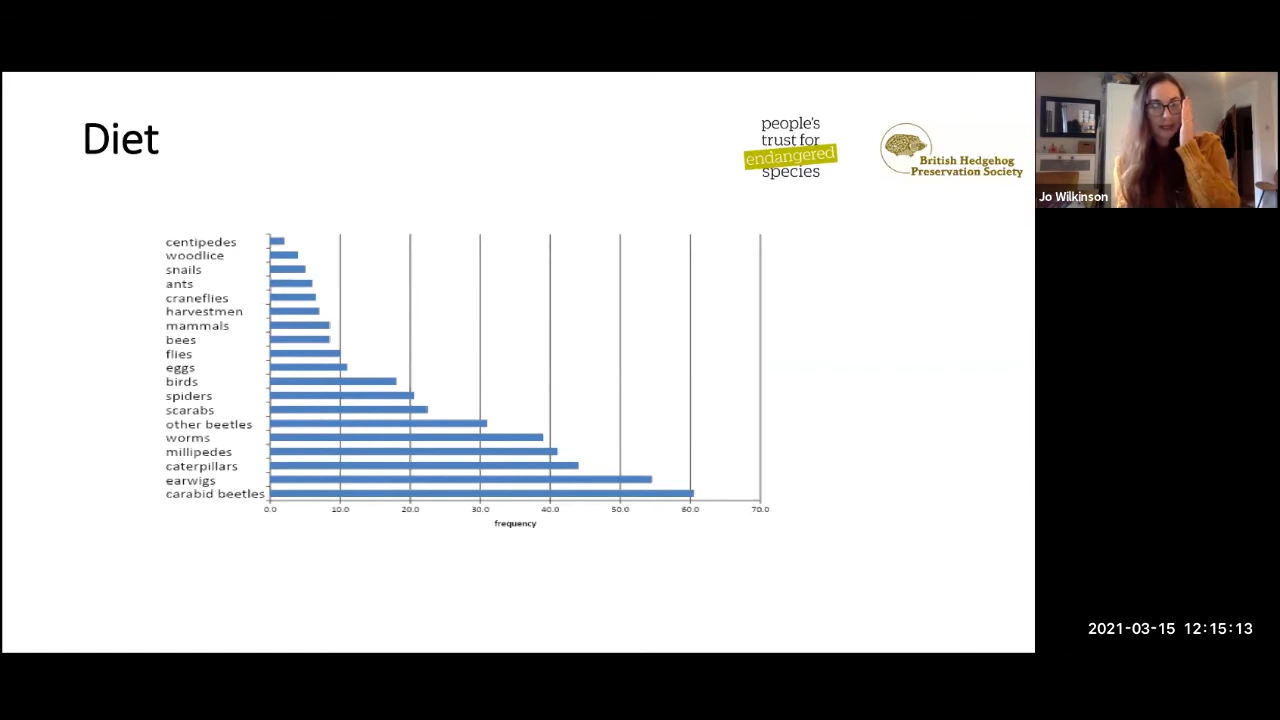 Diet
people's
trust for
endangered
species
British Hedgehog
Preservation Society
Jo Wilkinson
centipedes
woodlice
snails
ants
craneflies
harvestmen
mammals
bees
flies
eggs
birds
spiders
scarabs
other beetles
worms
millipedes
caterpillars
earwigs
carabid beetles
0.0 10.0 20.0 30.0 40.0 50.0 60.0 70.0
frequency
2021-03-15 12:15:13